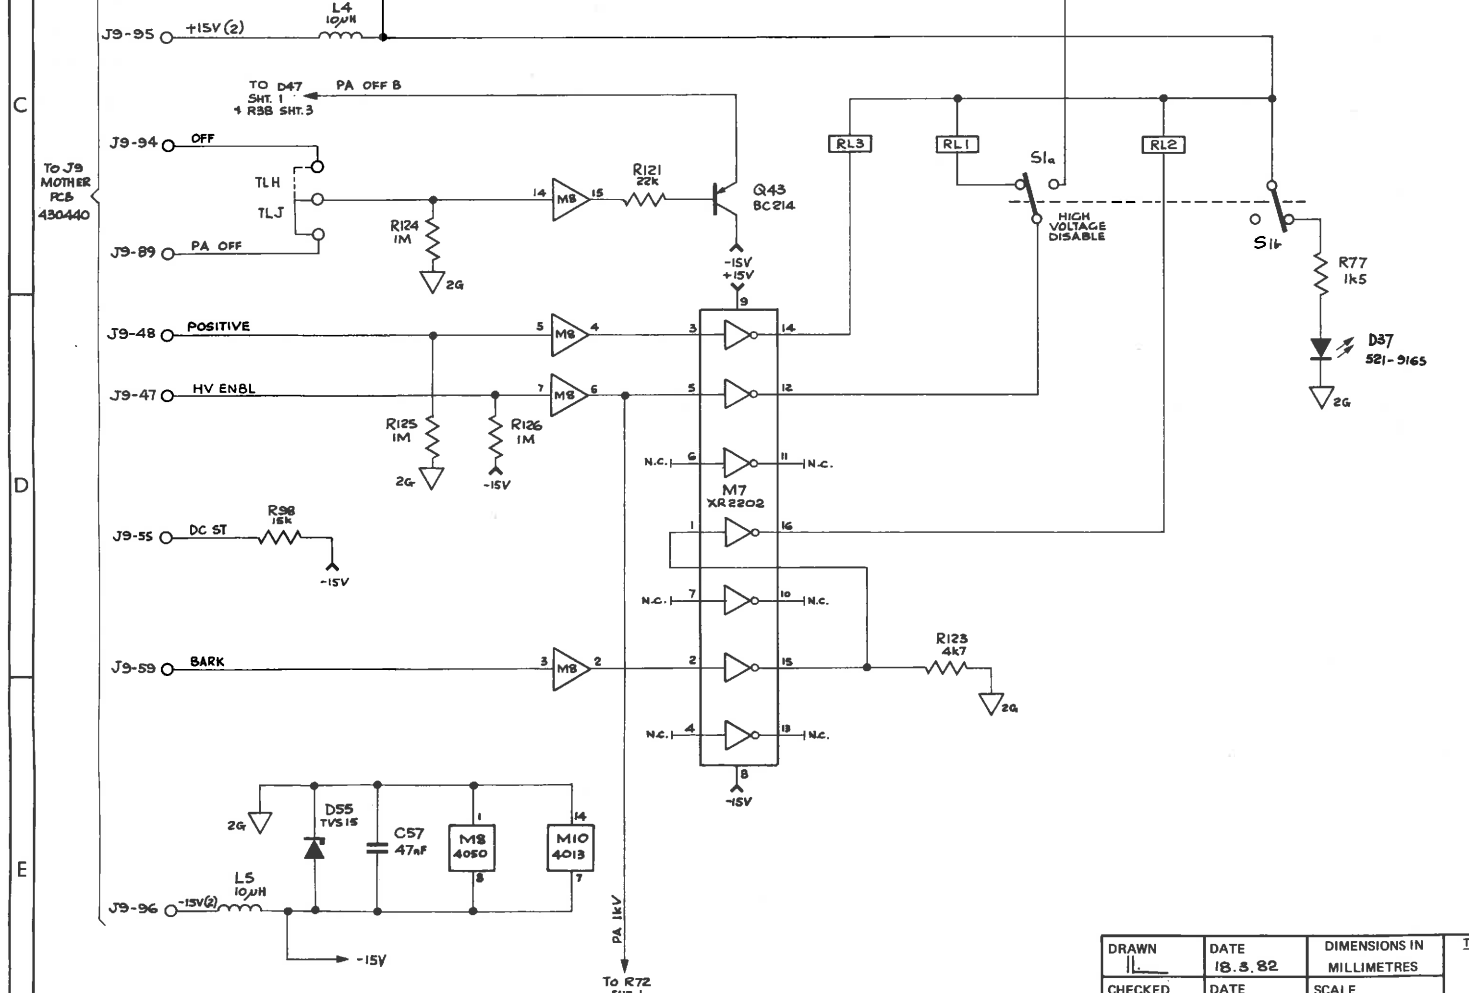 L4
10µH
J9-95
+15V(2)
C
TO D47
SHT. 1
& R38 SHT.3
PA OFF B
J9-94
OFF
TO J9
MOTHER
PCB
430440
TLH
TLJ
J9-89
PA OFF
R124
1M
2G
14
M8
15
R121
22k
Q43
BC214
-15V
+15V
9
RL3
RL1
S1a
RL2
HIGH
VOLTAGE
DISABLE
S1b
R77
1k5
D37
521-9165
2G
J9-48
POSITIVE
5
M8
4
3
14
J9-47
HV ENBL
7
M8
6
5
12
R125
1M
2G
R126
1M
-15V
N.C.
6
11
N.C.
D
M7
XR2202
J9-55
DC ST
R98
15k
-15V
1
16
N.C.
7
10
N.C.
J9-59
BARK
3
M8
2
2
15
R123
4k7
2G
N.C.
4
13
N.C.
8
-15V
2G
D55
TVS15
C57
47nF
1
M8
4050
8
14
M10
4013
7
E
L5
10µH
J9-96
-15V(2)
-15V
PA 1kV
TO R72
DRAWN
DATE
18.3.82
DIMENSIONS IN
MILLIMETRES
CHECKED
DATE
SCALE